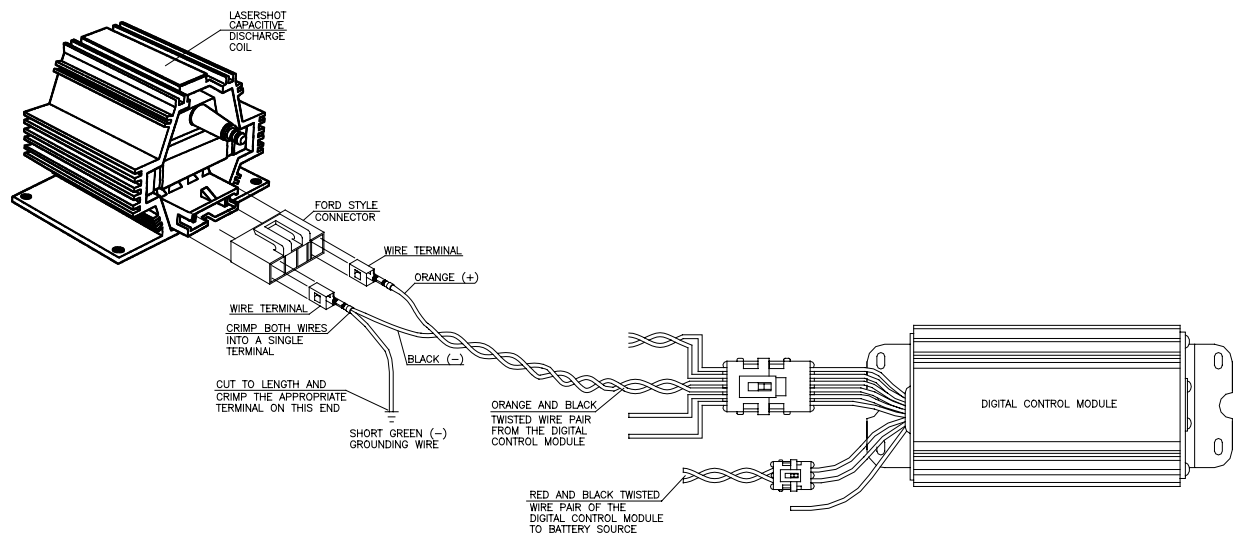 LASERSHOT
CAPACITIVE
DISCHARGE
COIL
FORD STYLE
CONNECTOR
WIRE TERMINAL
ORANGE (+)
WIRE TERMINAL
CRIMP BOTH WIRES
INTO A SINGLE
TERMINAL
BLACK (-)
CUT TO LENGTH AND
CRIMP THE APPROPRIATE
TERMINAL ON THIS END
SHORT GREEN (-)
GROUNDING WIRE
ORANGE AND BLACK
TWISTED WIRE PAIR
FROM THE DIGITAL
CONTROL MODULE
DIGITAL CONTROL MODULE
RED AND BLACK TWISTED
WIRE PAIR OF THE
DIGITAL CONTROL MODULE
TO BATTERY SOURCE